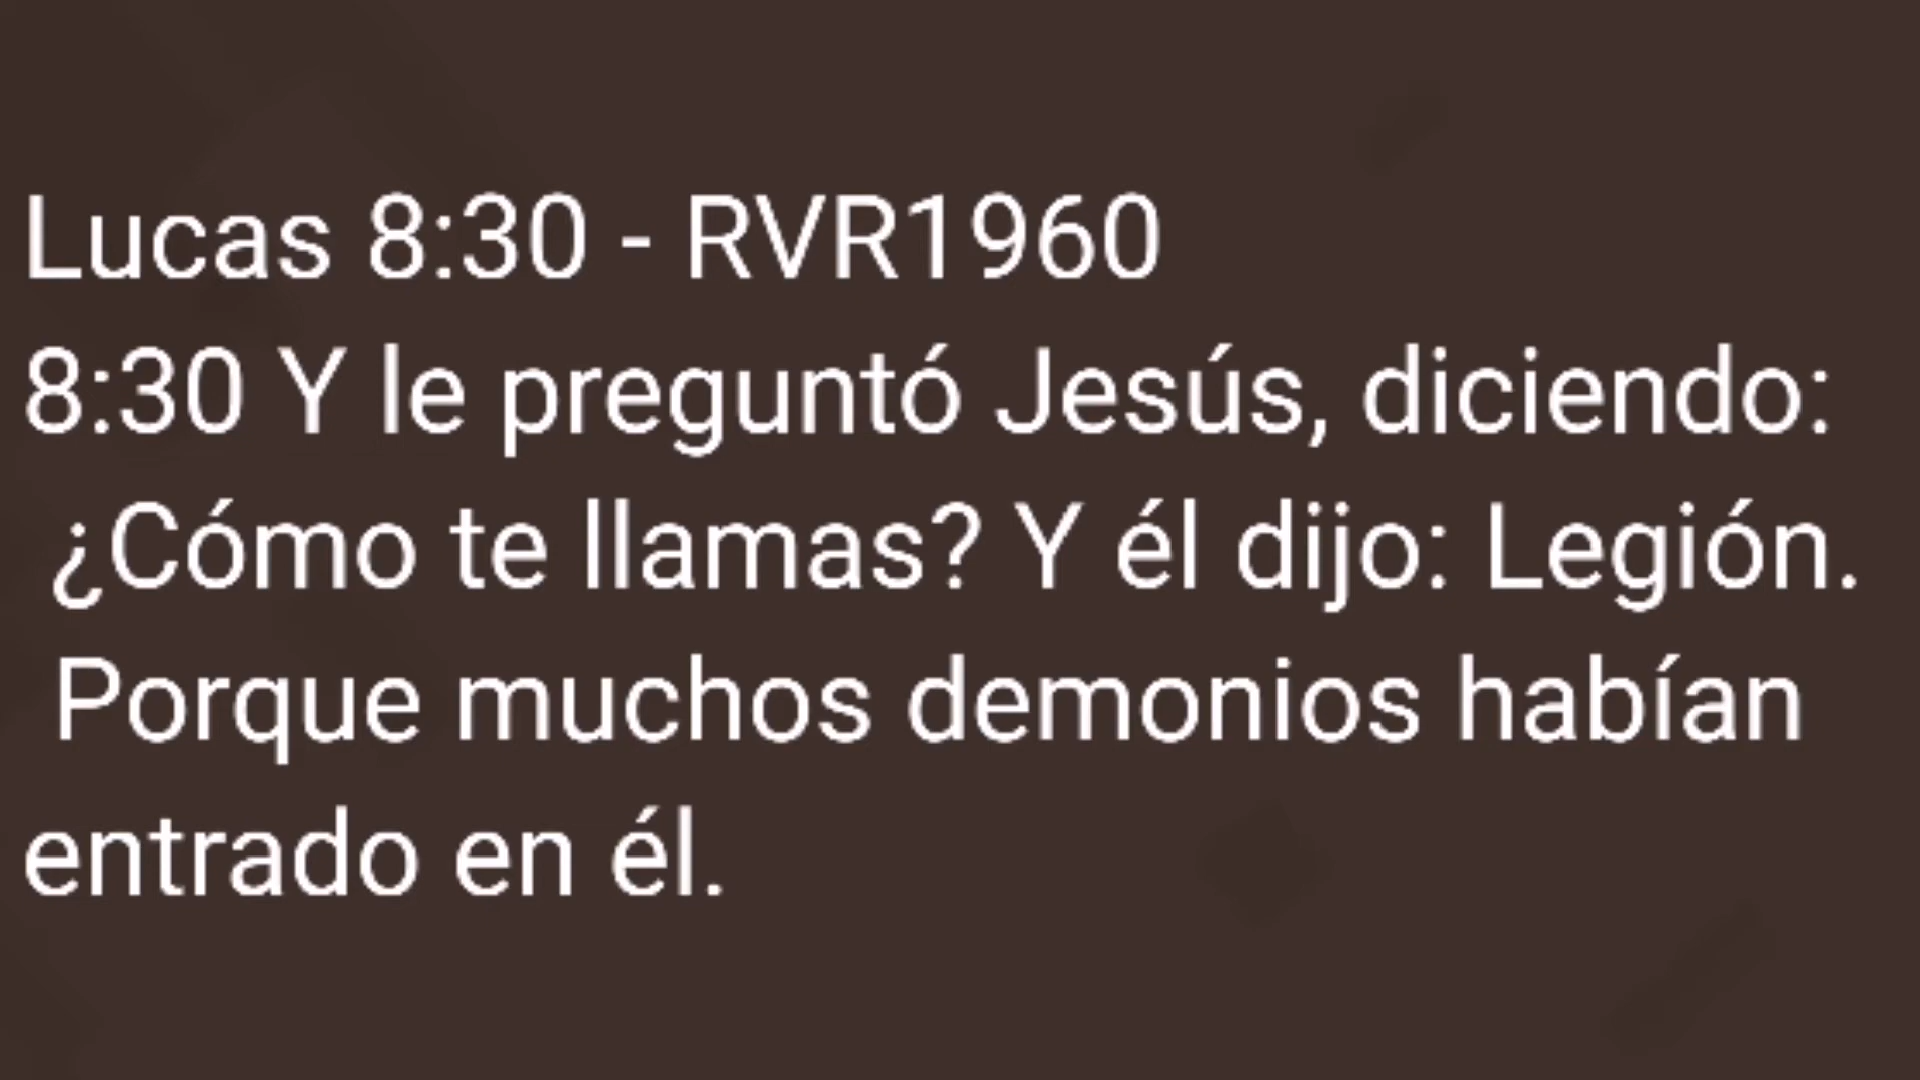 Lucas 8:30 - RVR1960
8:30 Y le preguntó Jesús, diciendo:
¿Cómo te llamas? Y él dijo: Legión.
Porque muchos demonios habían
entrado en él.